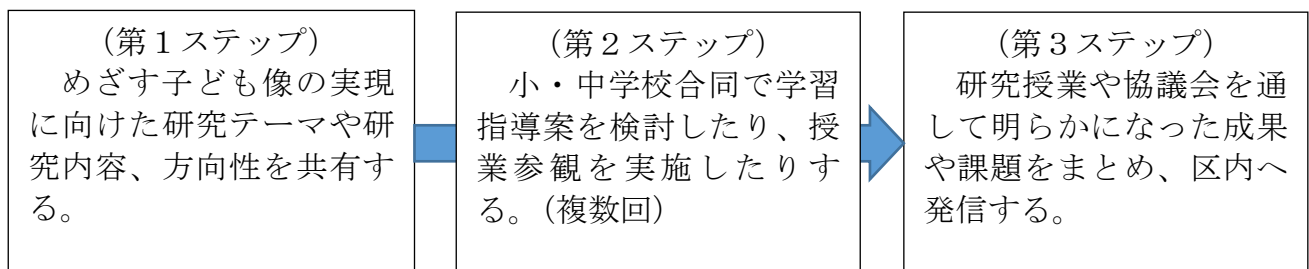 （第１ステップ）
めざす子ども像の実現
に向けた研究テーマや研
究内容、方向性を共有す
る。
（第２ステップ）
小・中学校合同で学習
指導案を検討したり、授
業参観を実施したりす
る。（複数回）
（第３ステップ）
研究授業や協議会を通
して明らかになった成果
や課題をまとめ、区内へ
発信する。